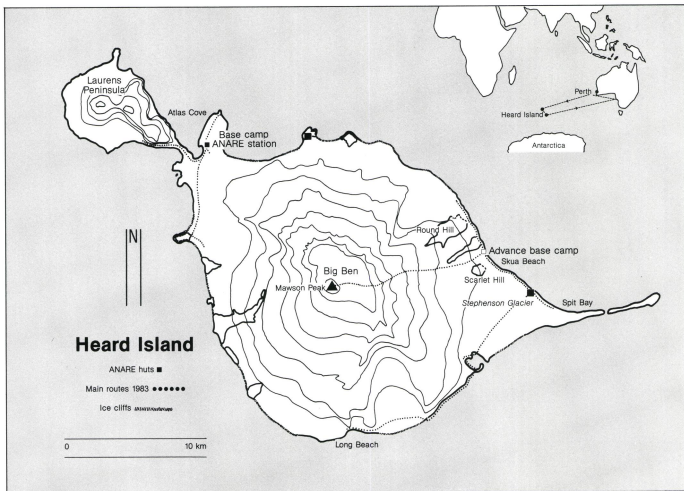 Laurens
Peninsula
Atlas Cove
Base camp
ANARE station
Perth
Heard Island
Antarctica
Round Hill
Advance base camp
Skua Beach
Big Ben
Scarlet Hill
Mawson Peak
Stephenson Glacier
Spit Bay
N
Heard Island
ANARE huts
Main routes 1983
Ice cliffs
0 10 km
Long Beach